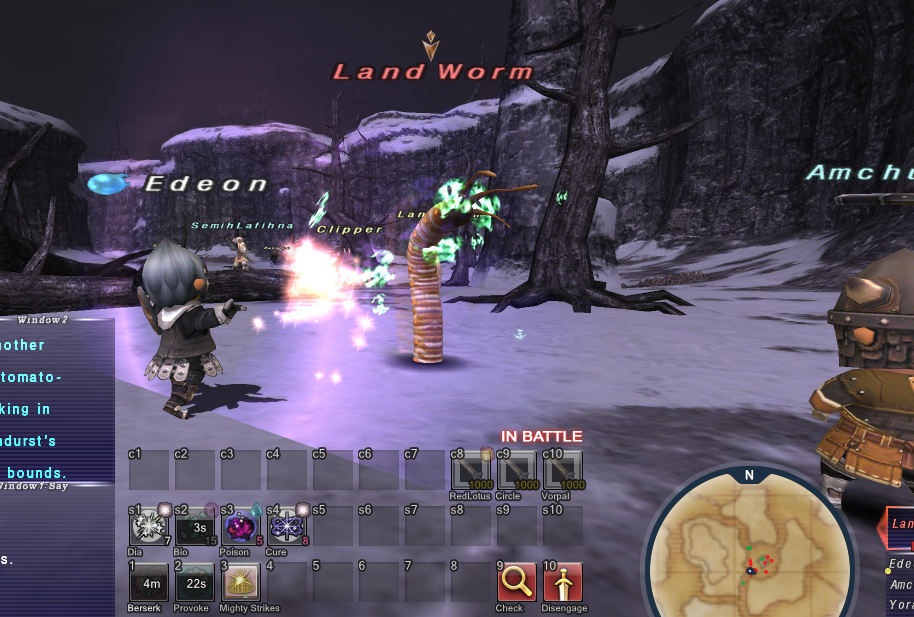 Land Worm
Amchu
Edeon
SemihLafihna
Clipper
Lan
Window2
nother
tomato-
king in
ndurst's
bounds.
Window1-Say
s.
IN BATTLE
c1 c2 c3 c4 c5 c6 c7 c8 c9 c10
1000 1000 1000
RedLotus Circle Vorpal
N
s1 s2 s3 s4 s5 s6 s7 s8 s9 s10
7 3s 15 5 8
Dia Bio Poison Cure
1 2 3 4 5 6 7 8 9 10
4m 22s
Berserk Provoke Mighty Strikes Check Disengage
Lan
Ede
Amc
Yora